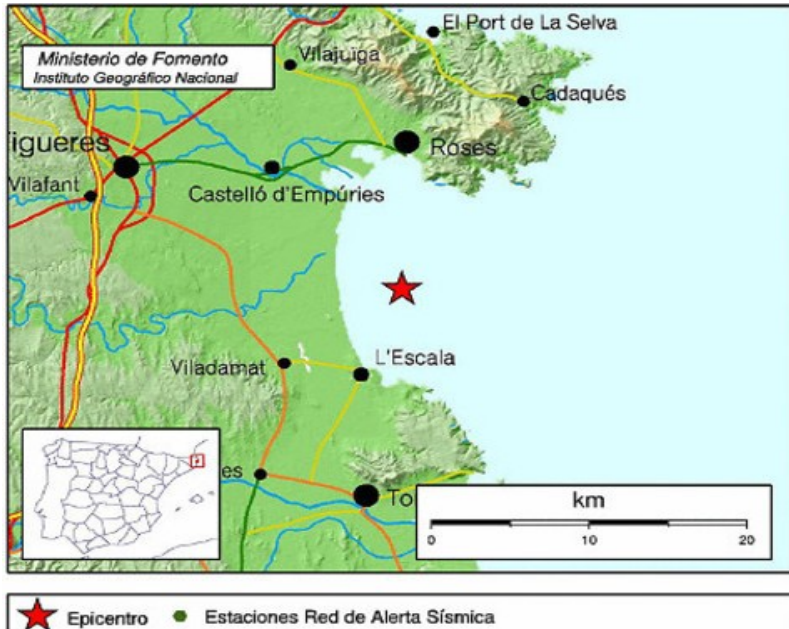 El Port de La Selva
Ministerio de Fomento
Instituto Geográfico Nacional
Vilajuïga
Cadaqués
igueres
Roses
Vilafant
Castelló d'Empúries
Viladamat
L'Escala
es
To
km
0 10 20
Epicentro
Estaciones Red de Alerta Sísmica